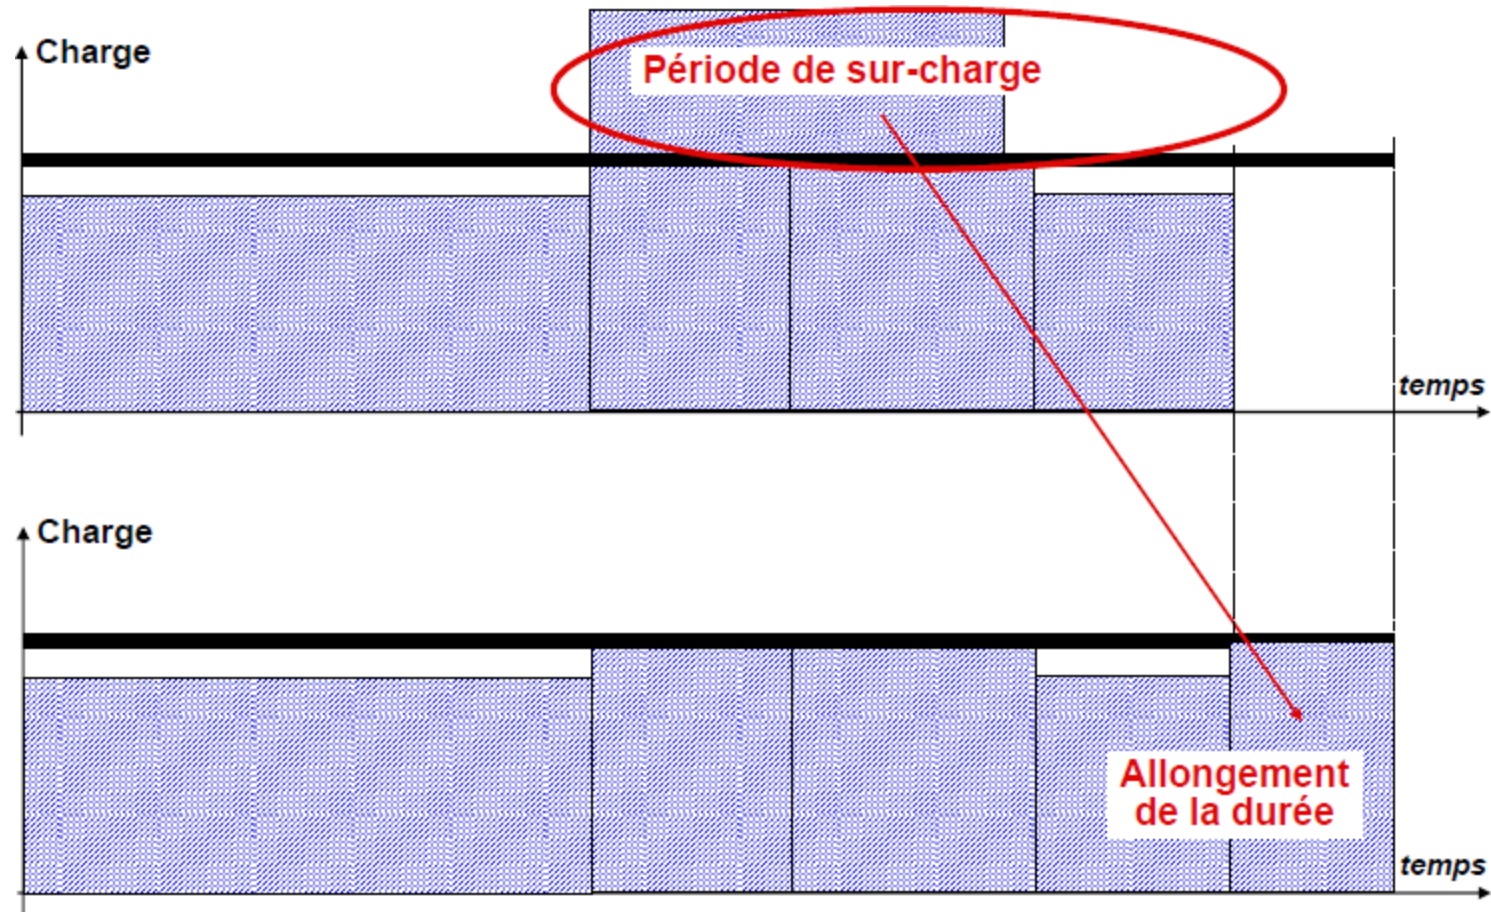 Charge
Période de sur-charge
temps
Charge
Allongement
de la durée
temps